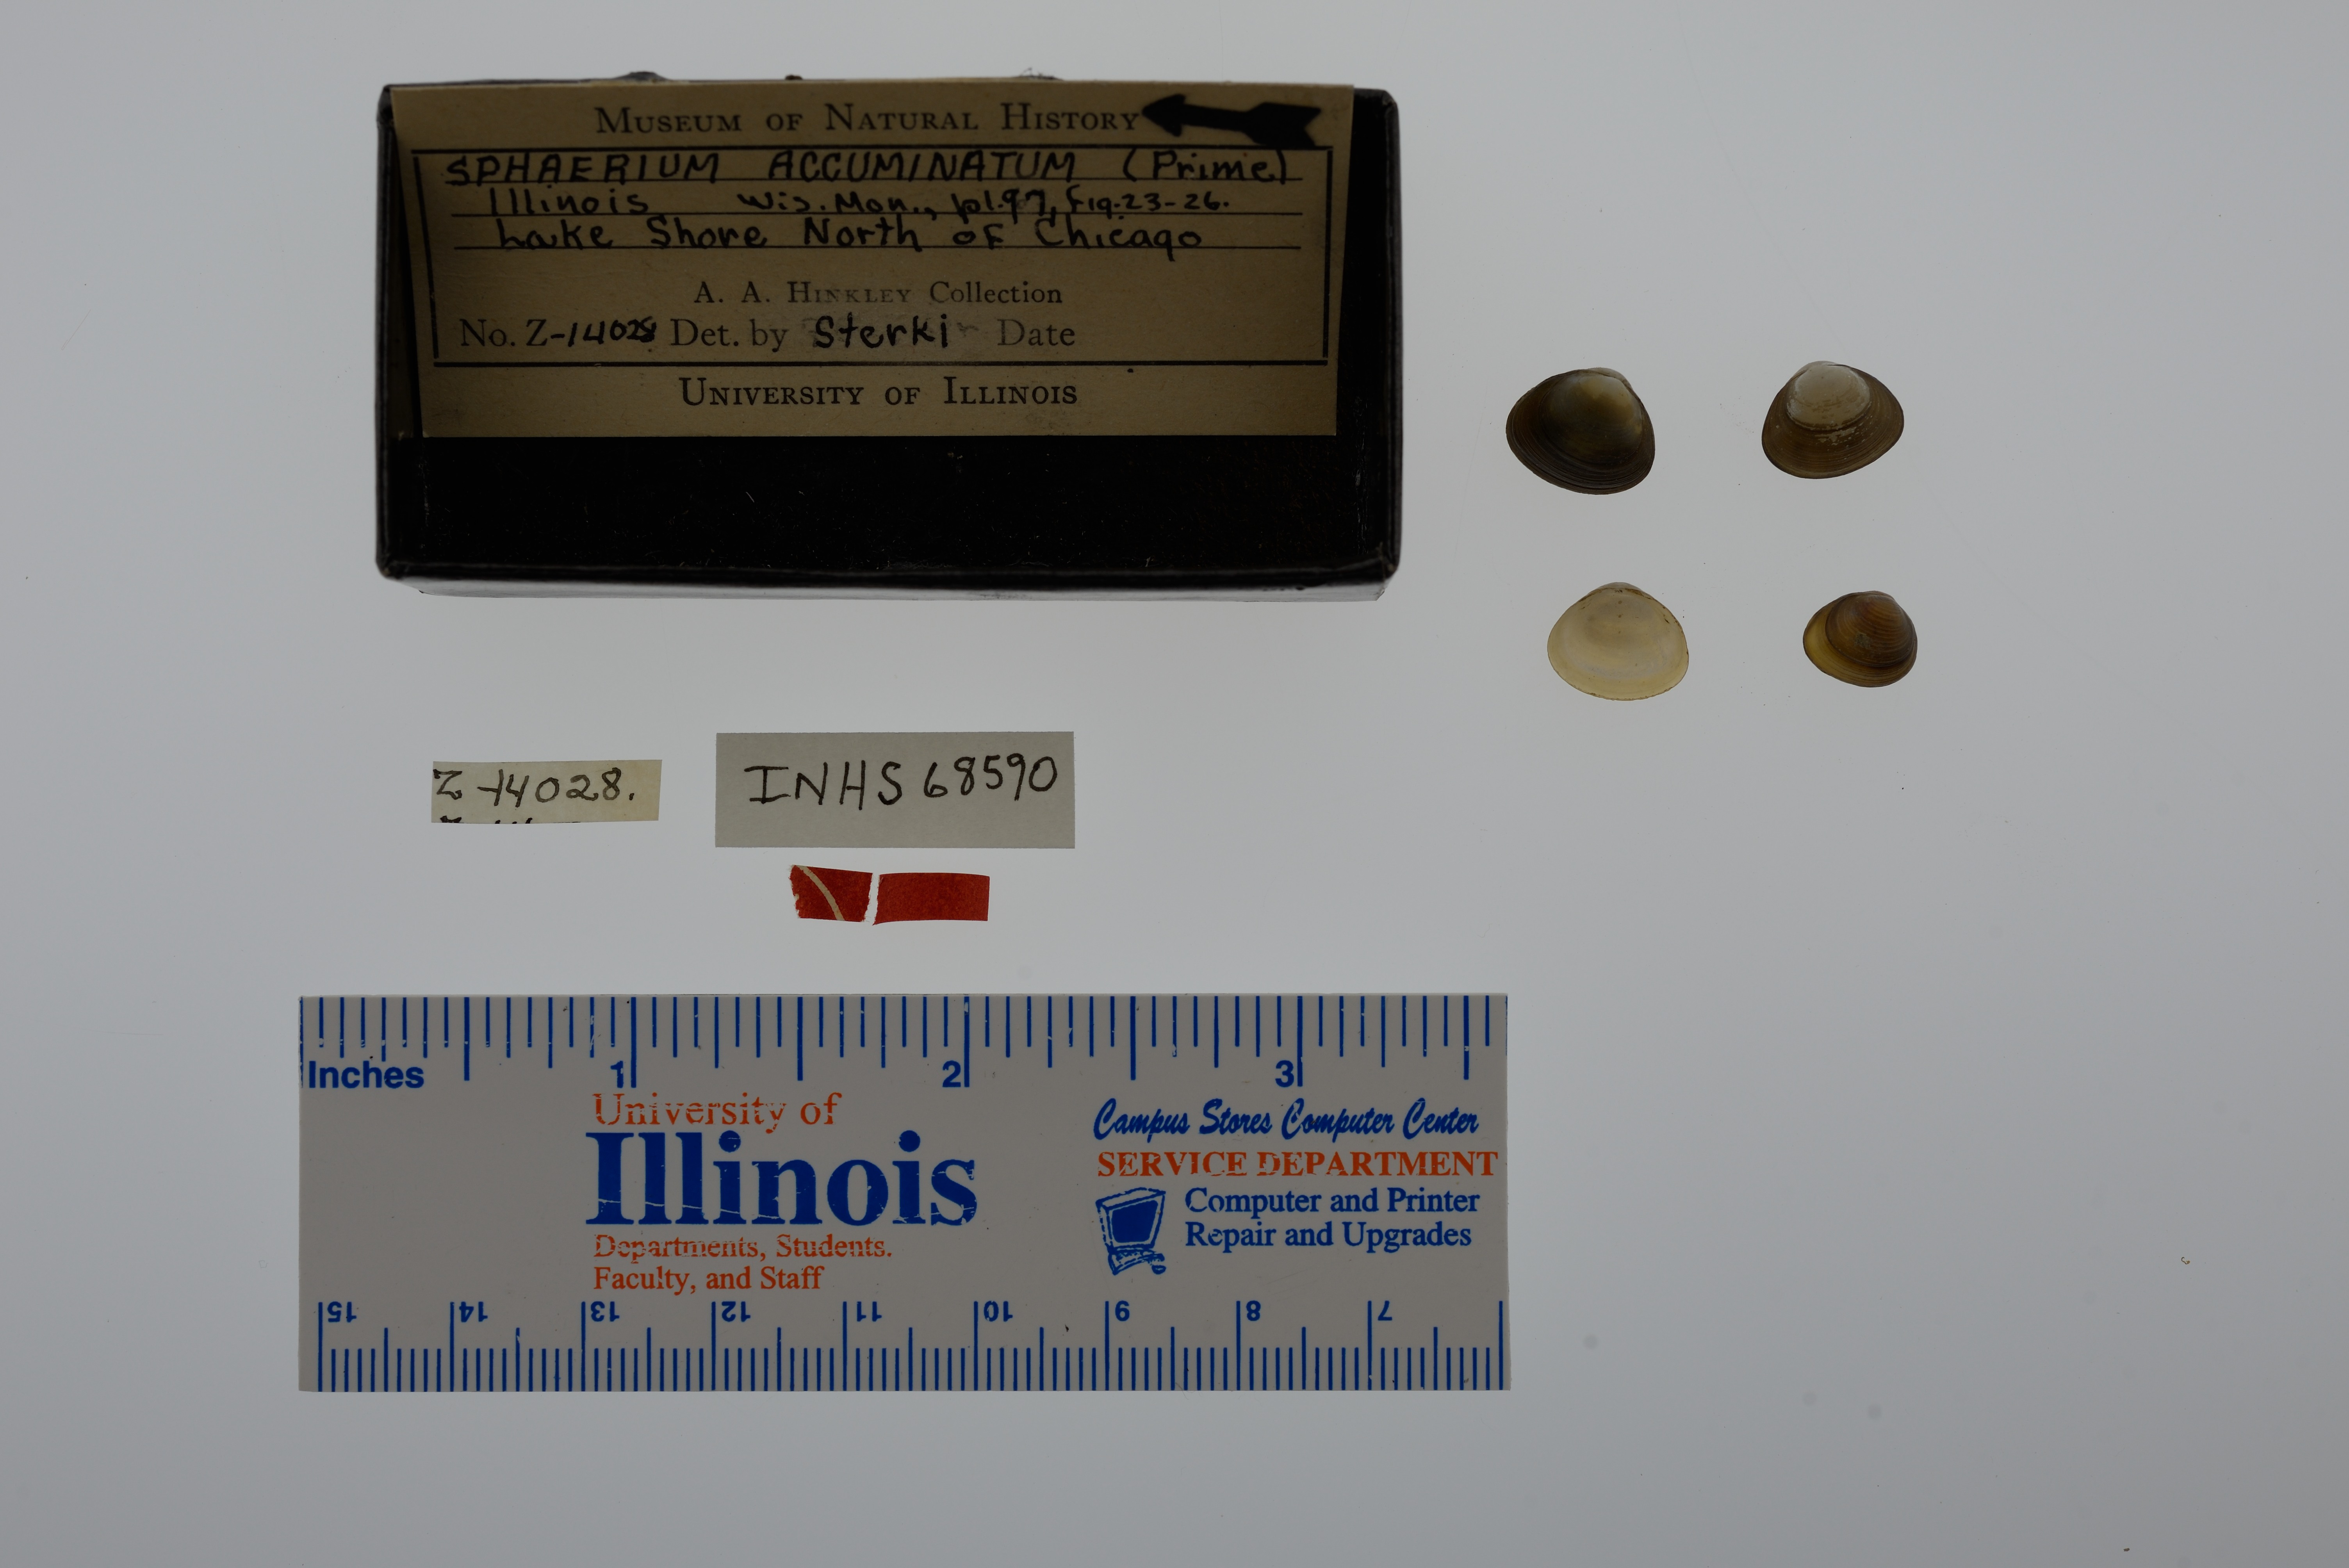 MUSEUM OF NATURAL HISTORY
SPHAERIUM ACCUMINATUM (Prime)
Illinois Wis. Mon., pl.97, fig.23-26.
Lake Shore North of Chicago
A. A. HINKLEY Collection
No. Z-14028 Det. by Sterki Date
UNIVERSITY OF ILLINOIS
Z-14028.
INHS 68590
Inches 1 2 3
University of
Illinois
Departments, Students.
Faculty, and Staff
Campus Stores Computer Center
SERVICE DEPARTMENT
Computer and Printer
Repair and Upgrades
15 14 13 12 11 10 9 8 7